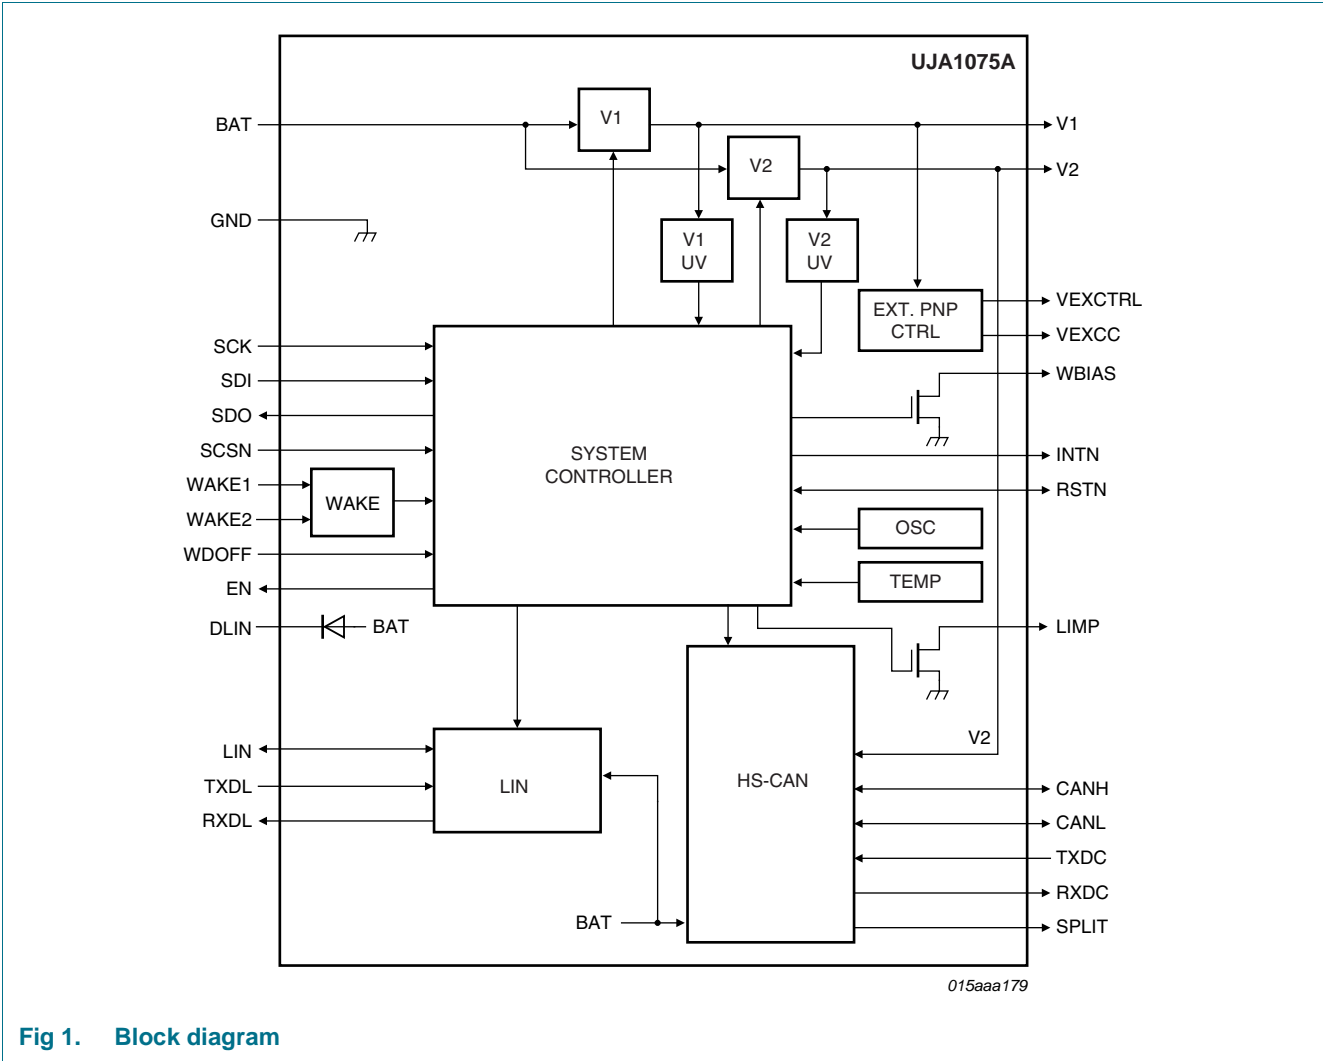 UJA1075A
BAT
V1
V1
V2
V2
GND
V1
UV
V2
UV
EXT. PNP
CTRL
VEXCTRL
VEXCC
SCK
SDI
SDO
SCSN
WAKE1
WAKE2
WAKE
WDOFF
EN
DLIN
BAT
SYSTEM
CONTROLLER
WBIAS
INTN
RSTN
OSC
TEMP
LIMP
LIN
TXDL
RXDL
LIN
BAT
HS-CAN
V2
CANH
CANL
TXDC
RXDC
SPLIT
015aaa179
Fig 1. Block diagram